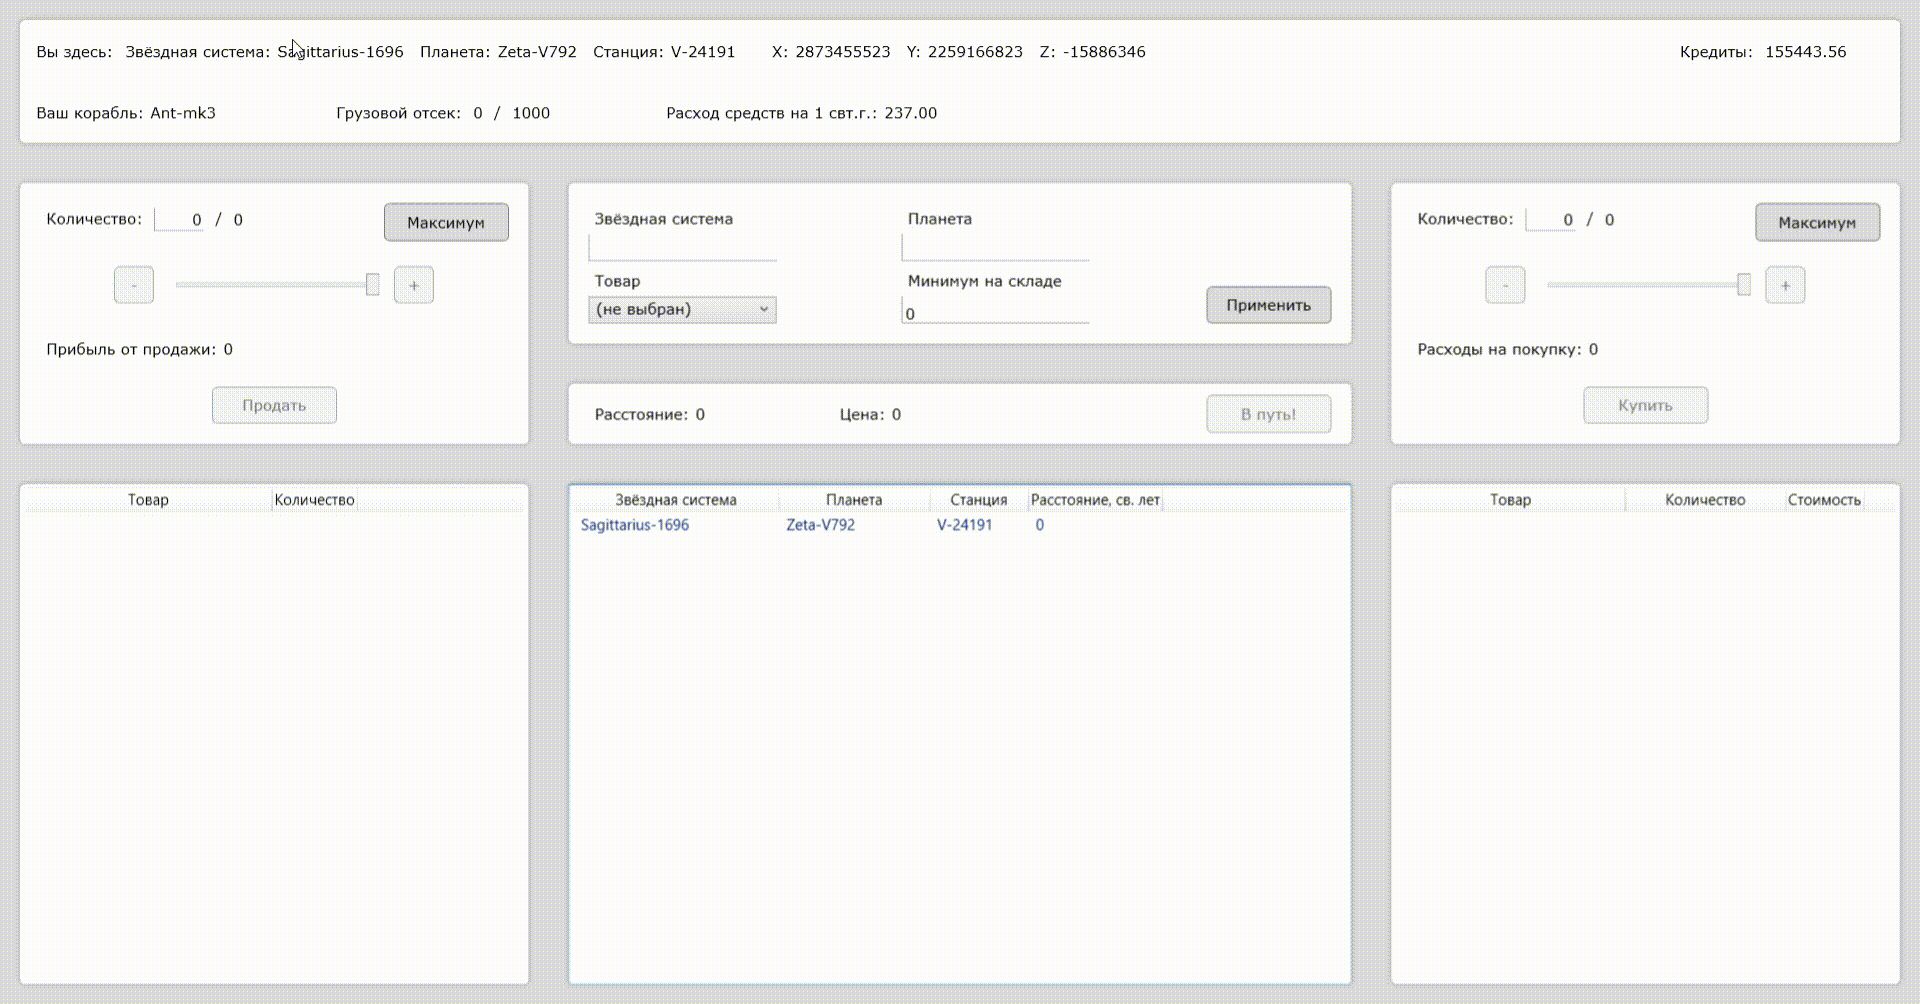 Вы здесь: Звёздная система: Sagittarius-1696 Планета: Zeta-V792 Станция: V-24191 X: 2873455523 Y: 2259166823 Z: -15886346 Кредиты: 155443.56
Ваш корабль: Ant-mk3 Грузовой отсек: 0 / 1000 Расход средств на 1 свт.г.: 237.00
Количество: 0 / 0 Максимум
- +
Прибыль от продажи: 0
Продать
Звёздная система Планета
Товар Минимум на складе
(не выбран) 0 Применить
Расстояние: 0 Цена: 0 В путь!
Количество: 0 / 0 Максимум
- +
Расходы на покупку: 0
Купить
Товар Количество
Звёздная система Планета Станция Расстояние, св. лет
Sagittarius-1696 Zeta-V792 V-24191 0
Товар Количество Стоимость